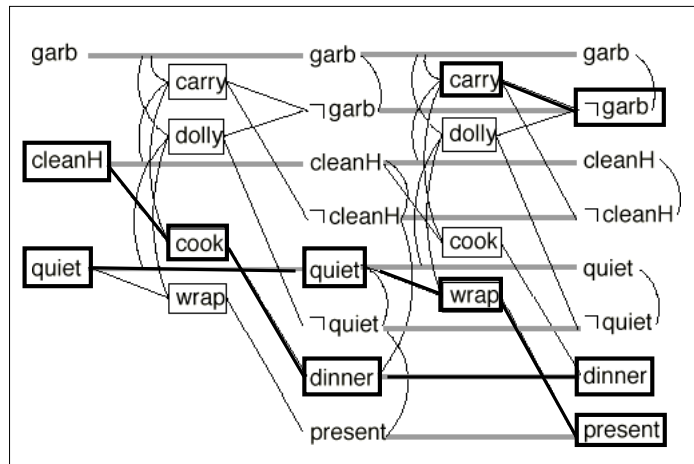 garb garb garb
carry carry
¬garb ¬garb
dolly dolly
cleanH cleanH cleanH
¬cleanH ¬cleanH
cook cook
quiet quiet quiet
wrap wrap
¬quiet ¬quiet
dinner dinner
present present